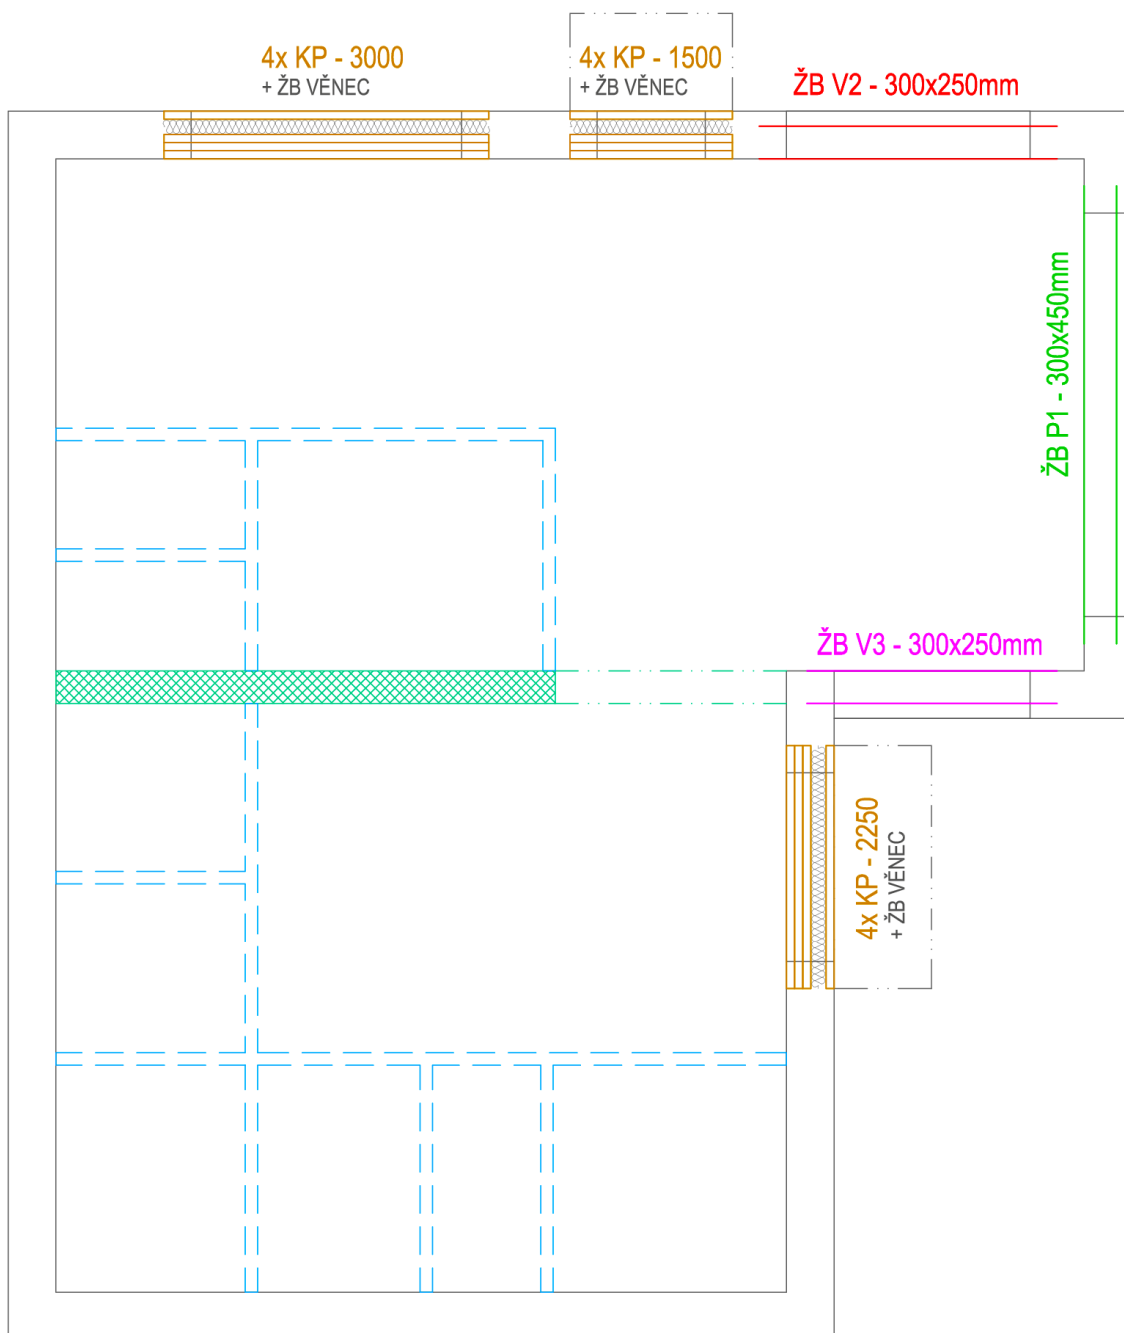 4x KP - 3000
+ ŽB VĚNEC
4x KP - 1500
+ ŽB VĚNEC
ŽB V2 - 300x250mm
ŽB P1 - 300x450mm
ŽB V3 - 300x250mm
4x KP - 2250
+ ŽB VĚNEC